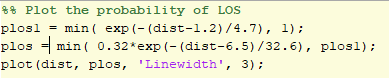 %% Plot the probability of LOS
plos1 = min( exp(-(dist-1.2)/4.7), 1);
plos = min( 0.32*exp(-(dist-6.5)/32.6), plos1);
plot(dist, plos, 'Linewidth', 3);